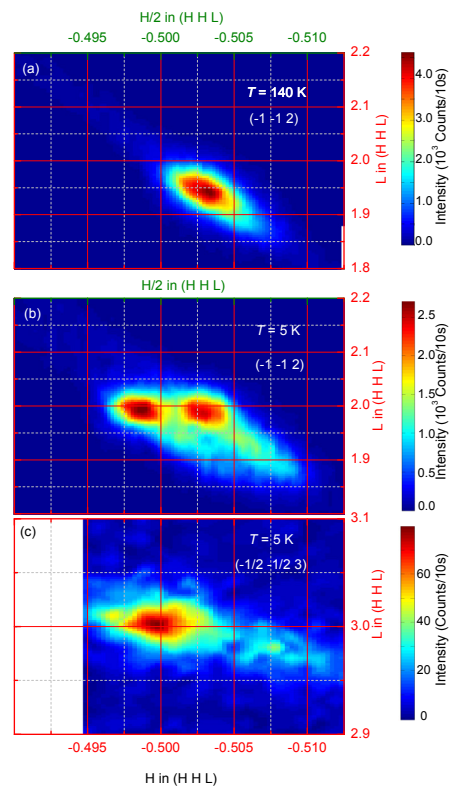 H/2 in (H H L)
-0.495 -0.500 -0.505 -0.510
(a)
T = 140 K
(-1 -1 2)
2.2
2.1
2.0
1.9
1.8
L in (H H L)
4.0
3.0
2.0
1.0
0.0
Intensity (10³ Counts/10s)
H/2 in (H H L)
(b)
T = 5 K
(-1 -1 2)
2.2
2.1
2.0
1.9
L in (H H L)
2.5
2.0
1.5
1.0
0.5
0.0
Intensity (10³ Counts/10s)
(c)
T = 5 K
(-1/2 -1/2 3)
3.1
3.0
2.9
L in (H H L)
60
40
20
0
Intensity (Counts/10s)
-0.495 -0.500 -0.505 -0.510
H in (H H L)